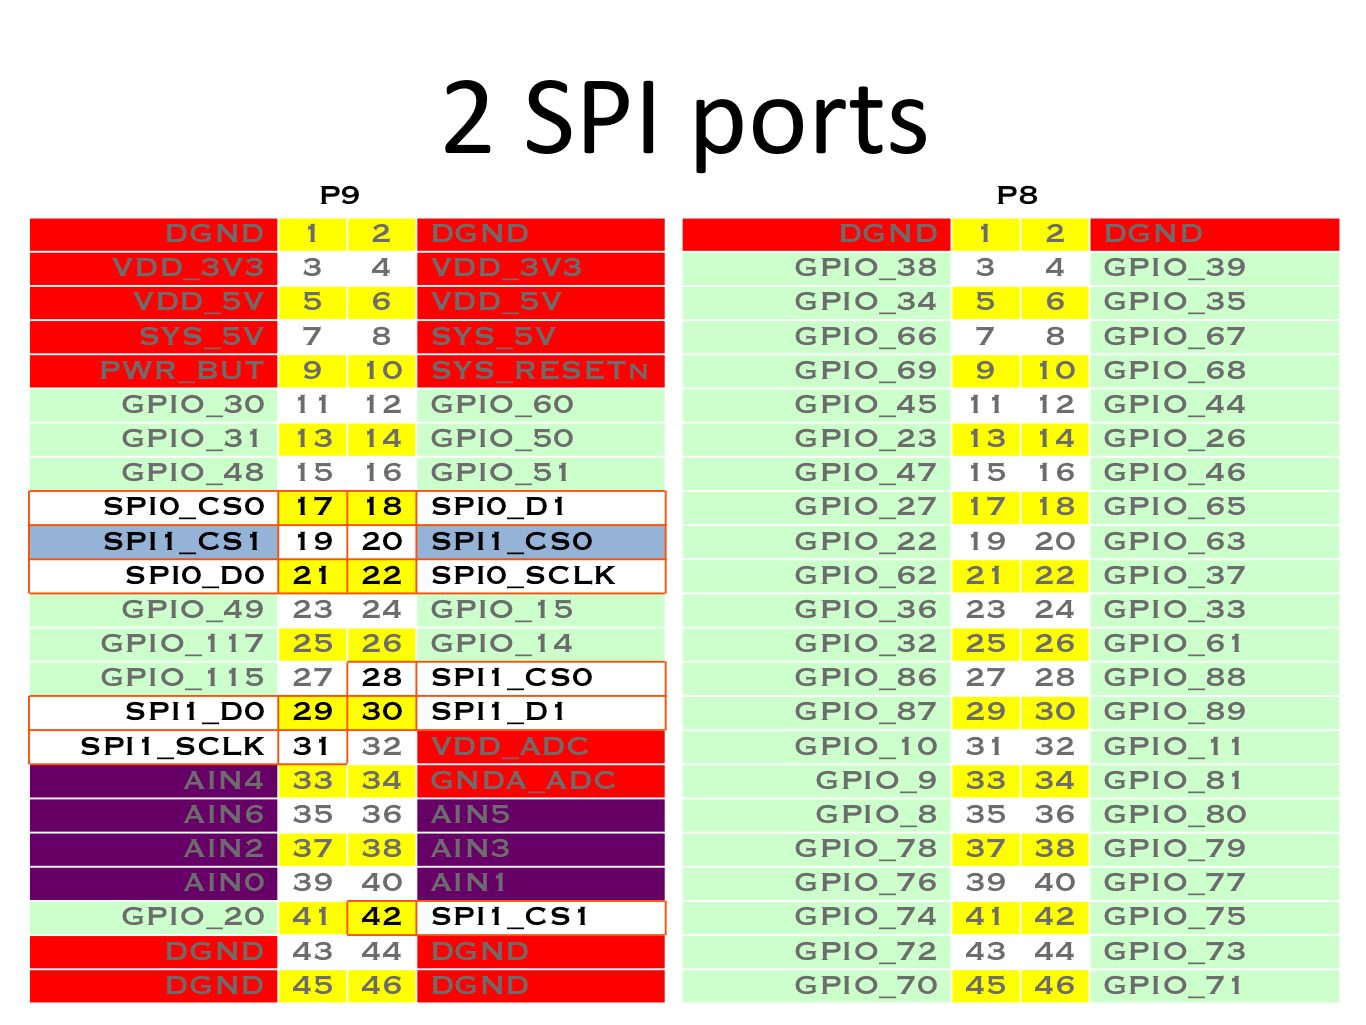 2 SPI ports
P9
DGND 1 2 DGND
VDD_3V3 3 4 VDD_3V3
VDD_5V 5 6 VDD_5V
SYS_5V 7 8 SYS_5V
PWR_BUT 9 10 SYS_RESETN
GPIO_30 11 12 GPIO_60
GPIO_31 13 14 GPIO_50
GPIO_48 15 16 GPIO_51
SPI0_CS0 17 18 SPI0_D1
SPI1_CS1 19 20 SPI1_CS0
SPI0_D0 21 22 SPI0_SCLK
GPIO_49 23 24 GPIO_15
GPIO_117 25 26 GPIO_14
GPIO_115 27 28 SPI1_CS0
SPI1_D0 29 30 SPI1_D1
SPI1_SCLK 31 32 VDD_ADC
AIN4 33 34 GNDA_ADC
AIN6 35 36 AIN5
AIN2 37 38 AIN3
AIN0 39 40 AIN1
GPIO_20 41 42 SPI1_CS1
DGND 43 44 DGND
DGND 45 46 DGND
P8
DGND 1 2 DGND
GPIO_38 3 4 GPIO_39
GPIO_34 5 6 GPIO_35
GPIO_66 7 8 GPIO_67
GPIO_69 9 10 GPIO_68
GPIO_45 11 12 GPIO_44
GPIO_23 13 14 GPIO_26
GPIO_47 15 16 GPIO_46
GPIO_27 17 18 GPIO_65
GPIO_22 19 20 GPIO_63
GPIO_62 21 22 GPIO_37
GPIO_36 23 24 GPIO_33
GPIO_32 25 26 GPIO_61
GPIO_86 27 28 GPIO_88
GPIO_87 29 30 GPIO_89
GPIO_10 31 32 GPIO_11
GPIO_9 33 34 GPIO_81
GPIO_8 35 36 GPIO_80
GPIO_78 37 38 GPIO_79
GPIO_76 39 40 GPIO_77
GPIO_74 41 42 GPIO_75
GPIO_72 43 44 GPIO_73
GPIO_70 45 46 GPIO_71